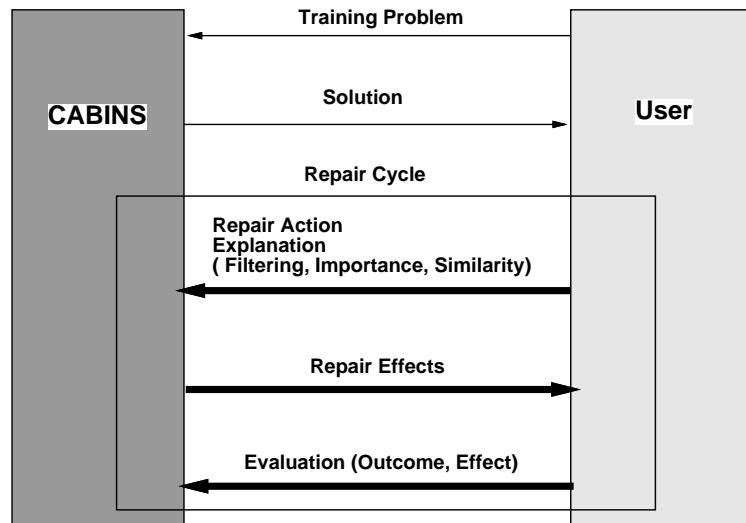 Training Problem
CABINS
Solution
User
Repair Cycle
Repair Action
Explanation
( Filtering, Importance, Similarity)
Repair Effects
Evaluation (Outcome, Effect)